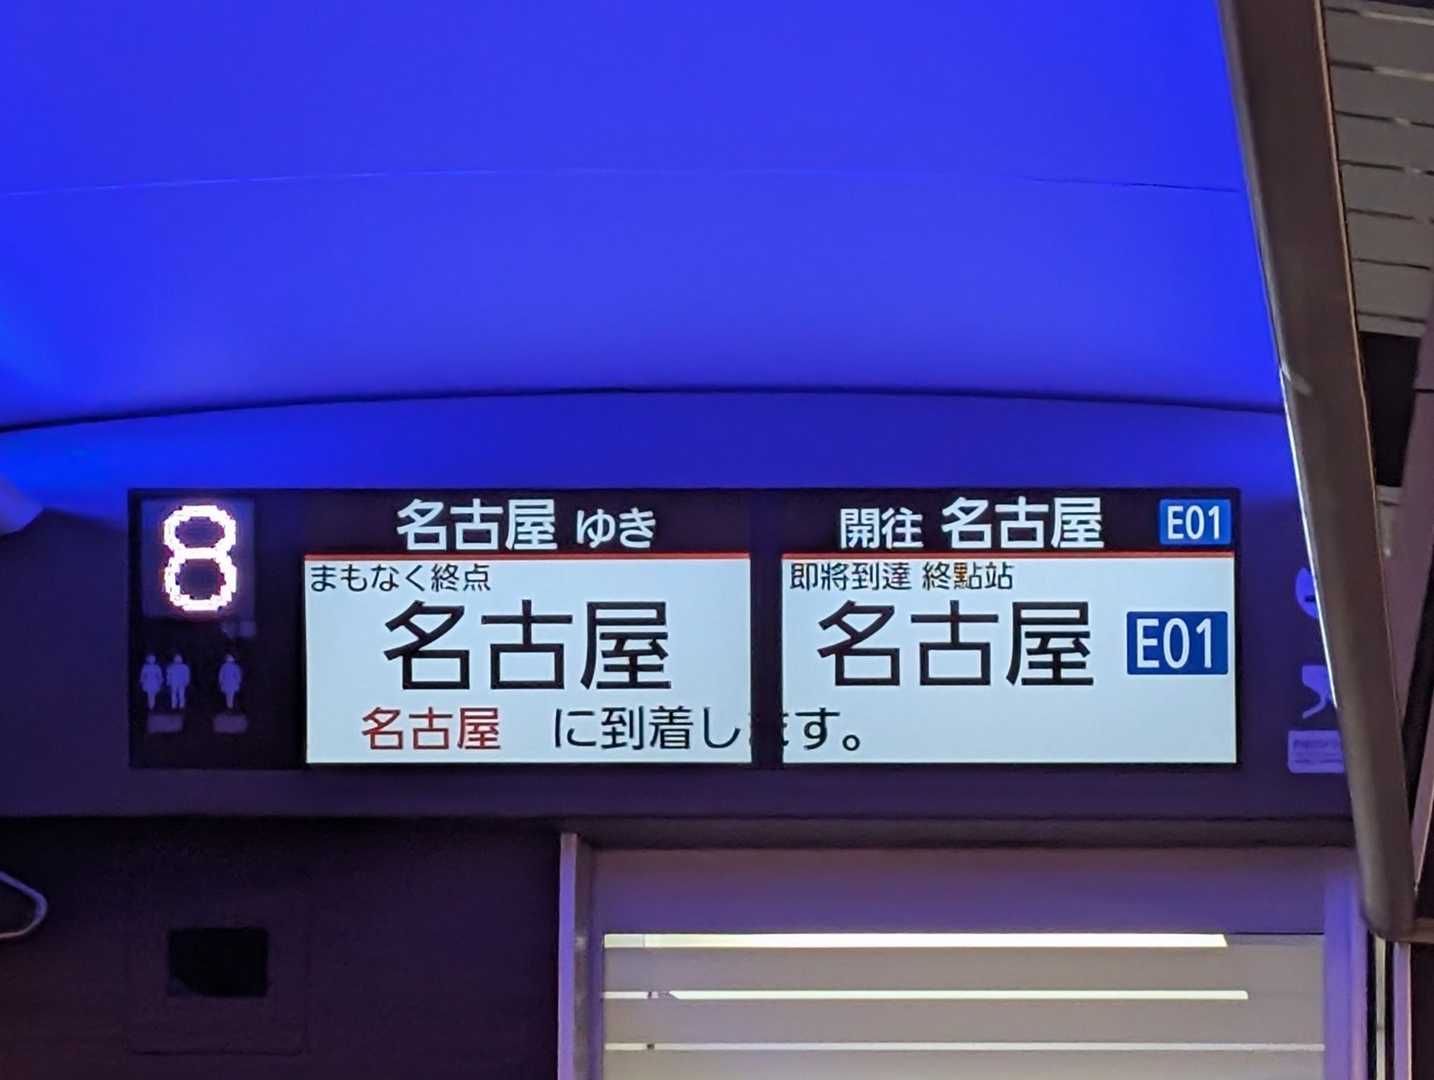 8
名古屋 ゆき
開往 名古屋 E01
まもなく終点
名古屋
即將到達 終點站
名古屋 E01
名古屋 に到着します。